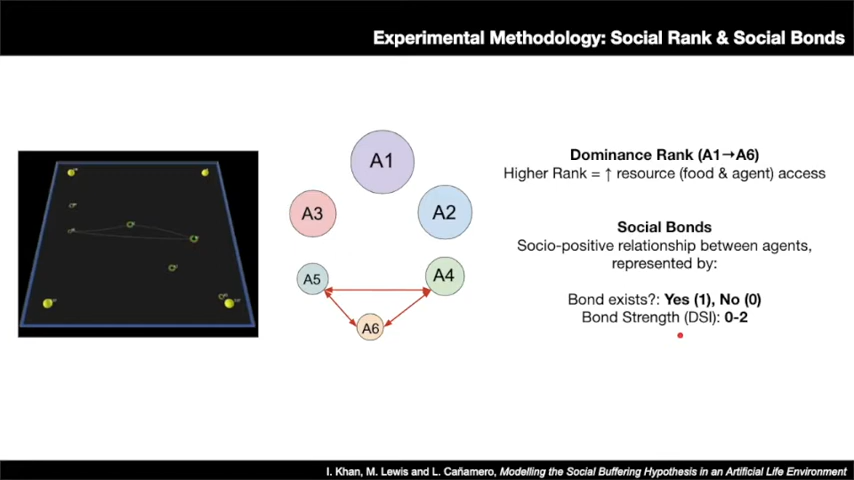 Experimental Methodology: Social Rank & Social Bonds
A1
A3
A2
A5
A4
A6
Dominance Rank (A1→A6)
Higher Rank = ↑ resource (food & agent) access
Social Bonds
Socio-positive relationship between agents,
represented by:
Bond exists?: Yes (1), No (0)
Bond Strength (DSI): 0-2
I. Khan, M. Lewis and L. Cañamero, Modelling the Social Buffering Hypothesis in an Artificial Life Environment